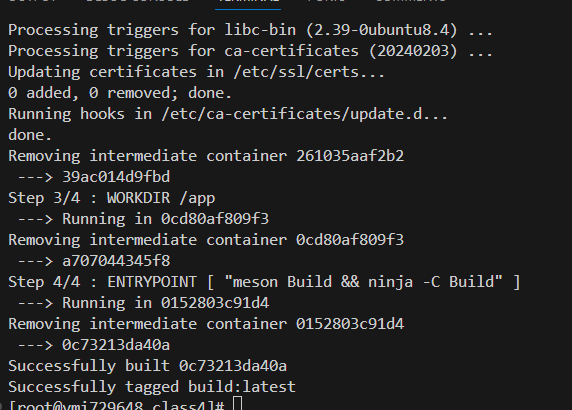 Processing triggers for libc-bin (2.39-0ubuntu8.4) ...
Processing triggers for ca-certificates (20240203) ...
Updating certificates in /etc/ssl/certs...
0 added, 0 removed; done.
Running hooks in /etc/ca-certificates/update.d...
done.
Removing intermediate container 261035aaf2b2
 ---> 39ac014d9fbd
Step 3/4 : WORKDIR /app
 ---> Running in 0cd80af809f3
Removing intermediate container 0cd80af809f3
 ---> a707044345f8
Step 4/4 : ENTRYPOINT [ "meson Build && ninja -C Build" ]
 ---> Running in 0152803c91d4
Removing intermediate container 0152803c91d4
 ---> 0c73213da40a
Successfully built 0c73213da40a
Successfully tagged build:latest
[root@vmi729648 class4]#